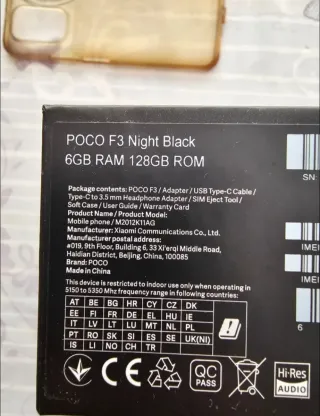 POCO F3 Night Black
6GB RAM 128GB ROM
Package contents: POCO F3 / Adapter / USB Type-C Cable /
Type-C to 3.5 mm Headphone Adapter / SIM Eject Tool /
Soft Case / User Guide / Warranty Card
Product Name / Product Model:
Mobile phone / M2012K11AG
Manufacturer: Xiaomi Communications Co., Ltd.
Manufacturer postal address:
#019, 9th Floor, Building 6, 33 Xi'erqi Middle Road,
Haidian District, Beijing, China, 100085
Brand: POCO
Made in China
This device is restricted to indoor use only when operating in
5150 to 5350 Mhz frequency range in following countries:
AT BE BG HR CY CZ DK
EE FI FR DE EL HU IE
IT LV LT LU MT NL PL
PT RO SK SI ES SE UK(NI)
IS LI NO CH TR
SN:
IMEI
IMEI
6
CE
QC
PASS
Hi-Res
AUDIO